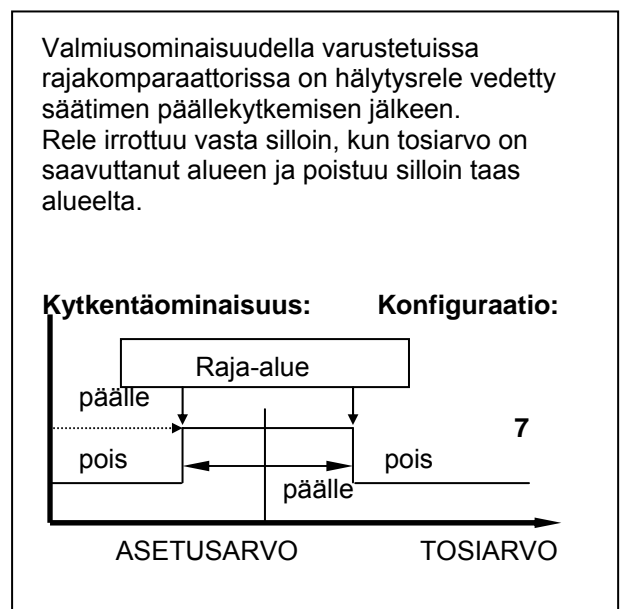 Valmiusominaisuudella varustetuissa
rajakomparaattorissa on hälytysrele vedetty
säätimen päällekytkemisen jälkeen.
Rele irrottuu vasta silloin, kun tosiarvo on
saavuttanut alueen ja poistuu silloin taas
alueelta.
Kytkentäominaisuus: Konfiguraatio:
Raja-alue
päälle
7
pois pois
päälle
ASETUSARVO TOSIARVO